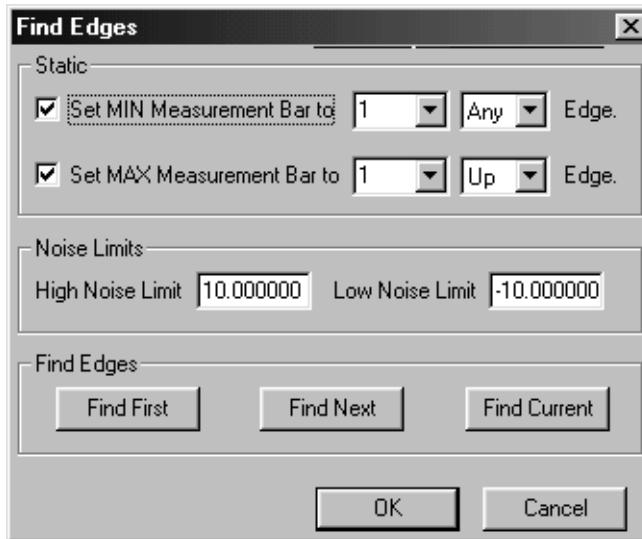 Find Edges
Static
Set MIN Measurement Bar to 1 Any Edge.
Set MAX Measurement Bar to 1 Up Edge.
Noise Limits
High Noise Limit 10.000000 Low Noise Limit -10.000000
Find Edges
Find First Find Next Find Current
OK Cancel